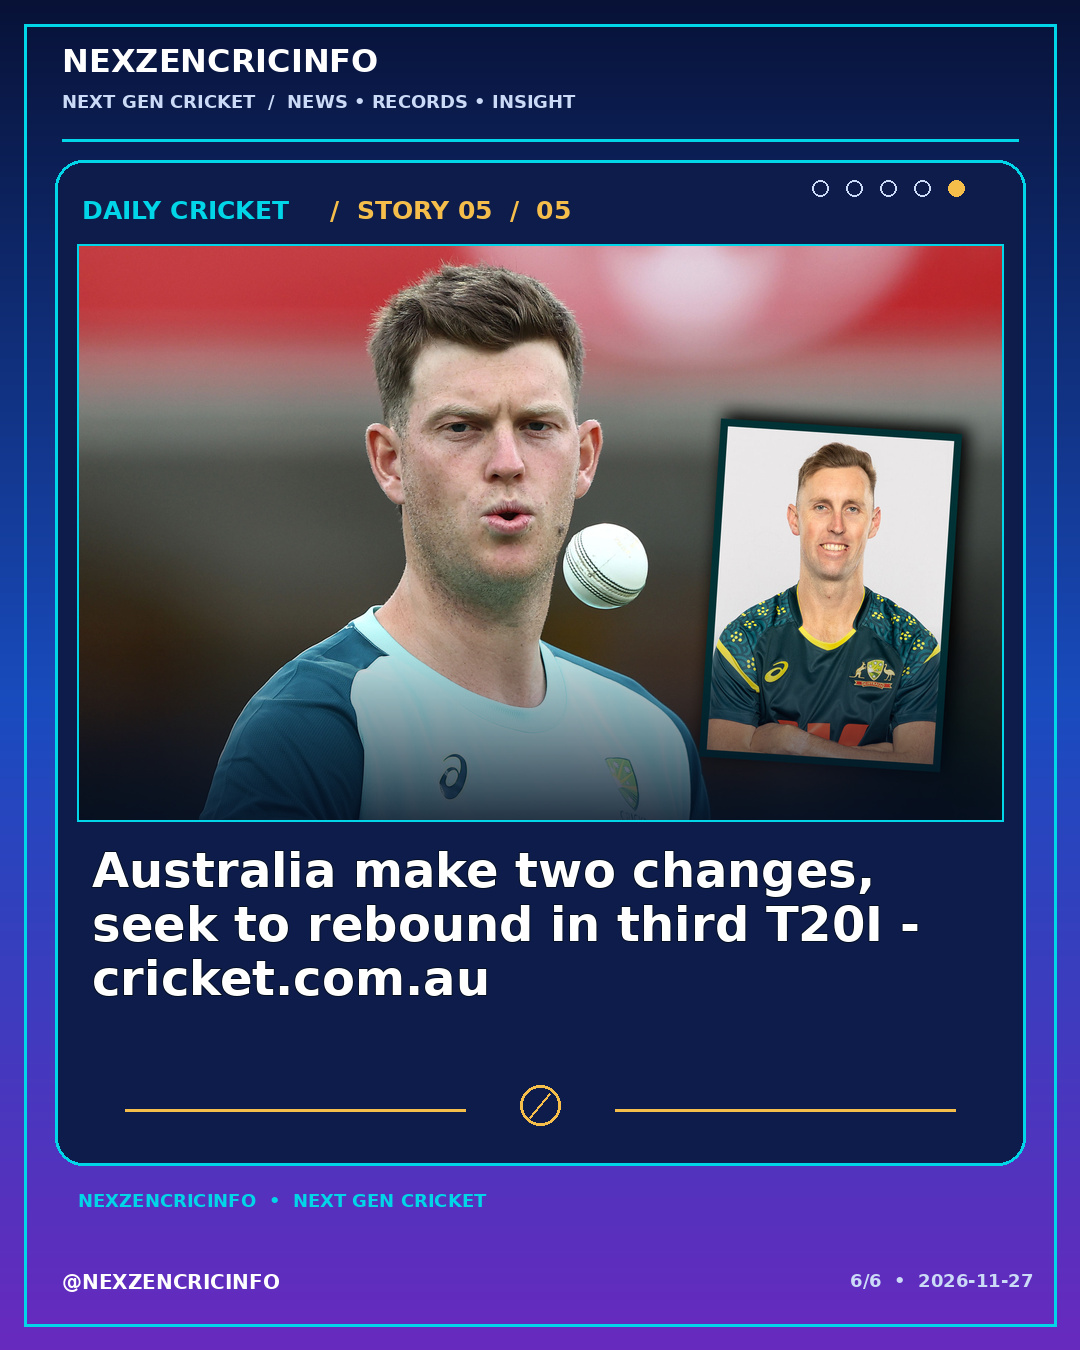 NEXZENCRICINFO
NEXT GEN CRICKET / NEWS • RECORDS • INSIGHT
DAILY CRICKET / STORY 05 / 05
Australia make two changes,
seek to rebound in third T20I -
cricket.com.au
NEXZENCRICINFO • NEXT GEN CRICKET
@NEXZENCRICINFO
6/6 • 2026-11-27